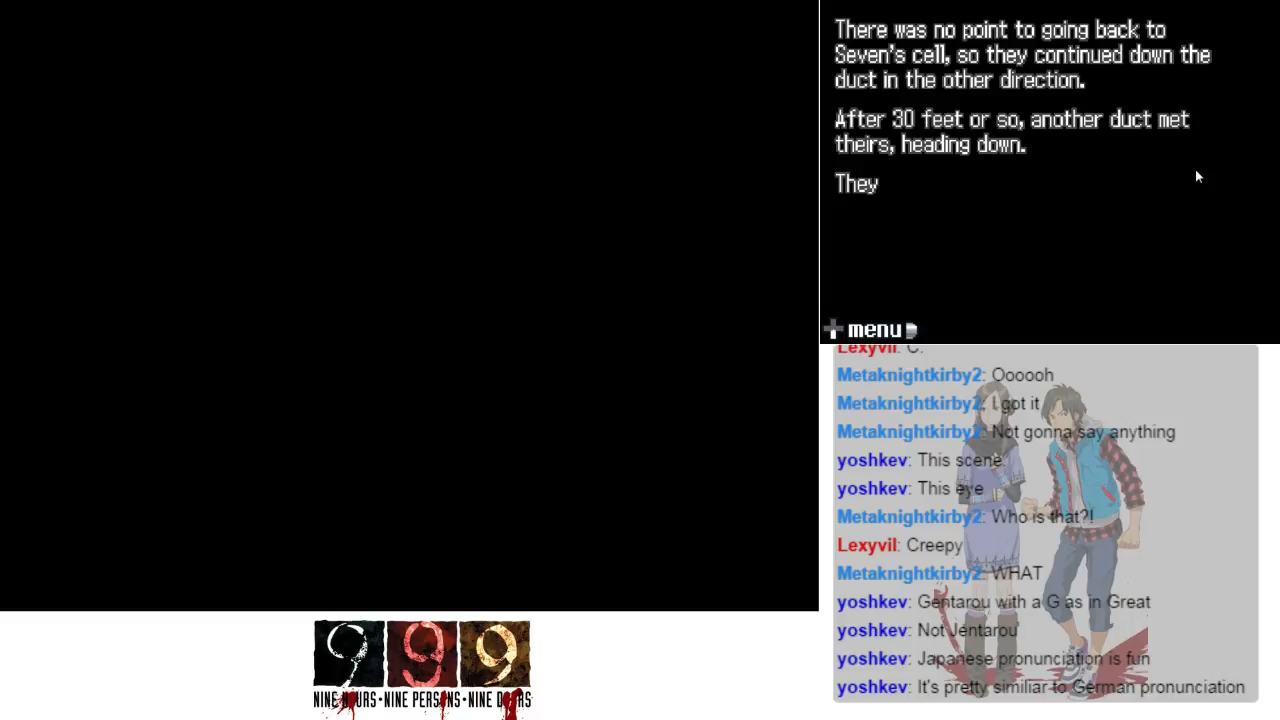 There was no point to going back to
Seven's cell, so they continued down the
duct in the other direction.
After 30 feet or so, another duct met
theirs, heading down.
They
menu
Lexyvil: C:
Metaknightkirby2: Oooooh
Metaknightkirby2: I got it
Metaknightkirby2: Not gonna say anything
yoshkev: This scene
yoshkev: This eye
Metaknightkirby2: Who is that?!
Lexyvil: Creepy
Metaknightkirby2: WHAT
yoshkev: Gentarou with a G as in Great
yoshkev: Not Jentarou
yoshkev: Japanese pronunciation is fun
yoshkev: It's pretty similiar to German pronunciation
999
NINE HOURS • NINE PERSONS • NINE DOORS